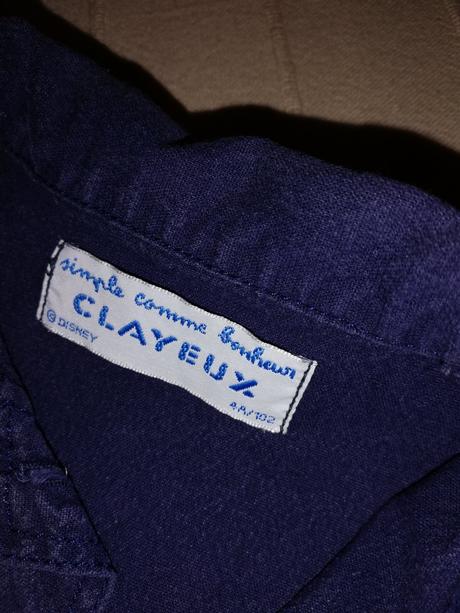 simple comme bonheur
CLAYEUX
© DISNEY
4A/102